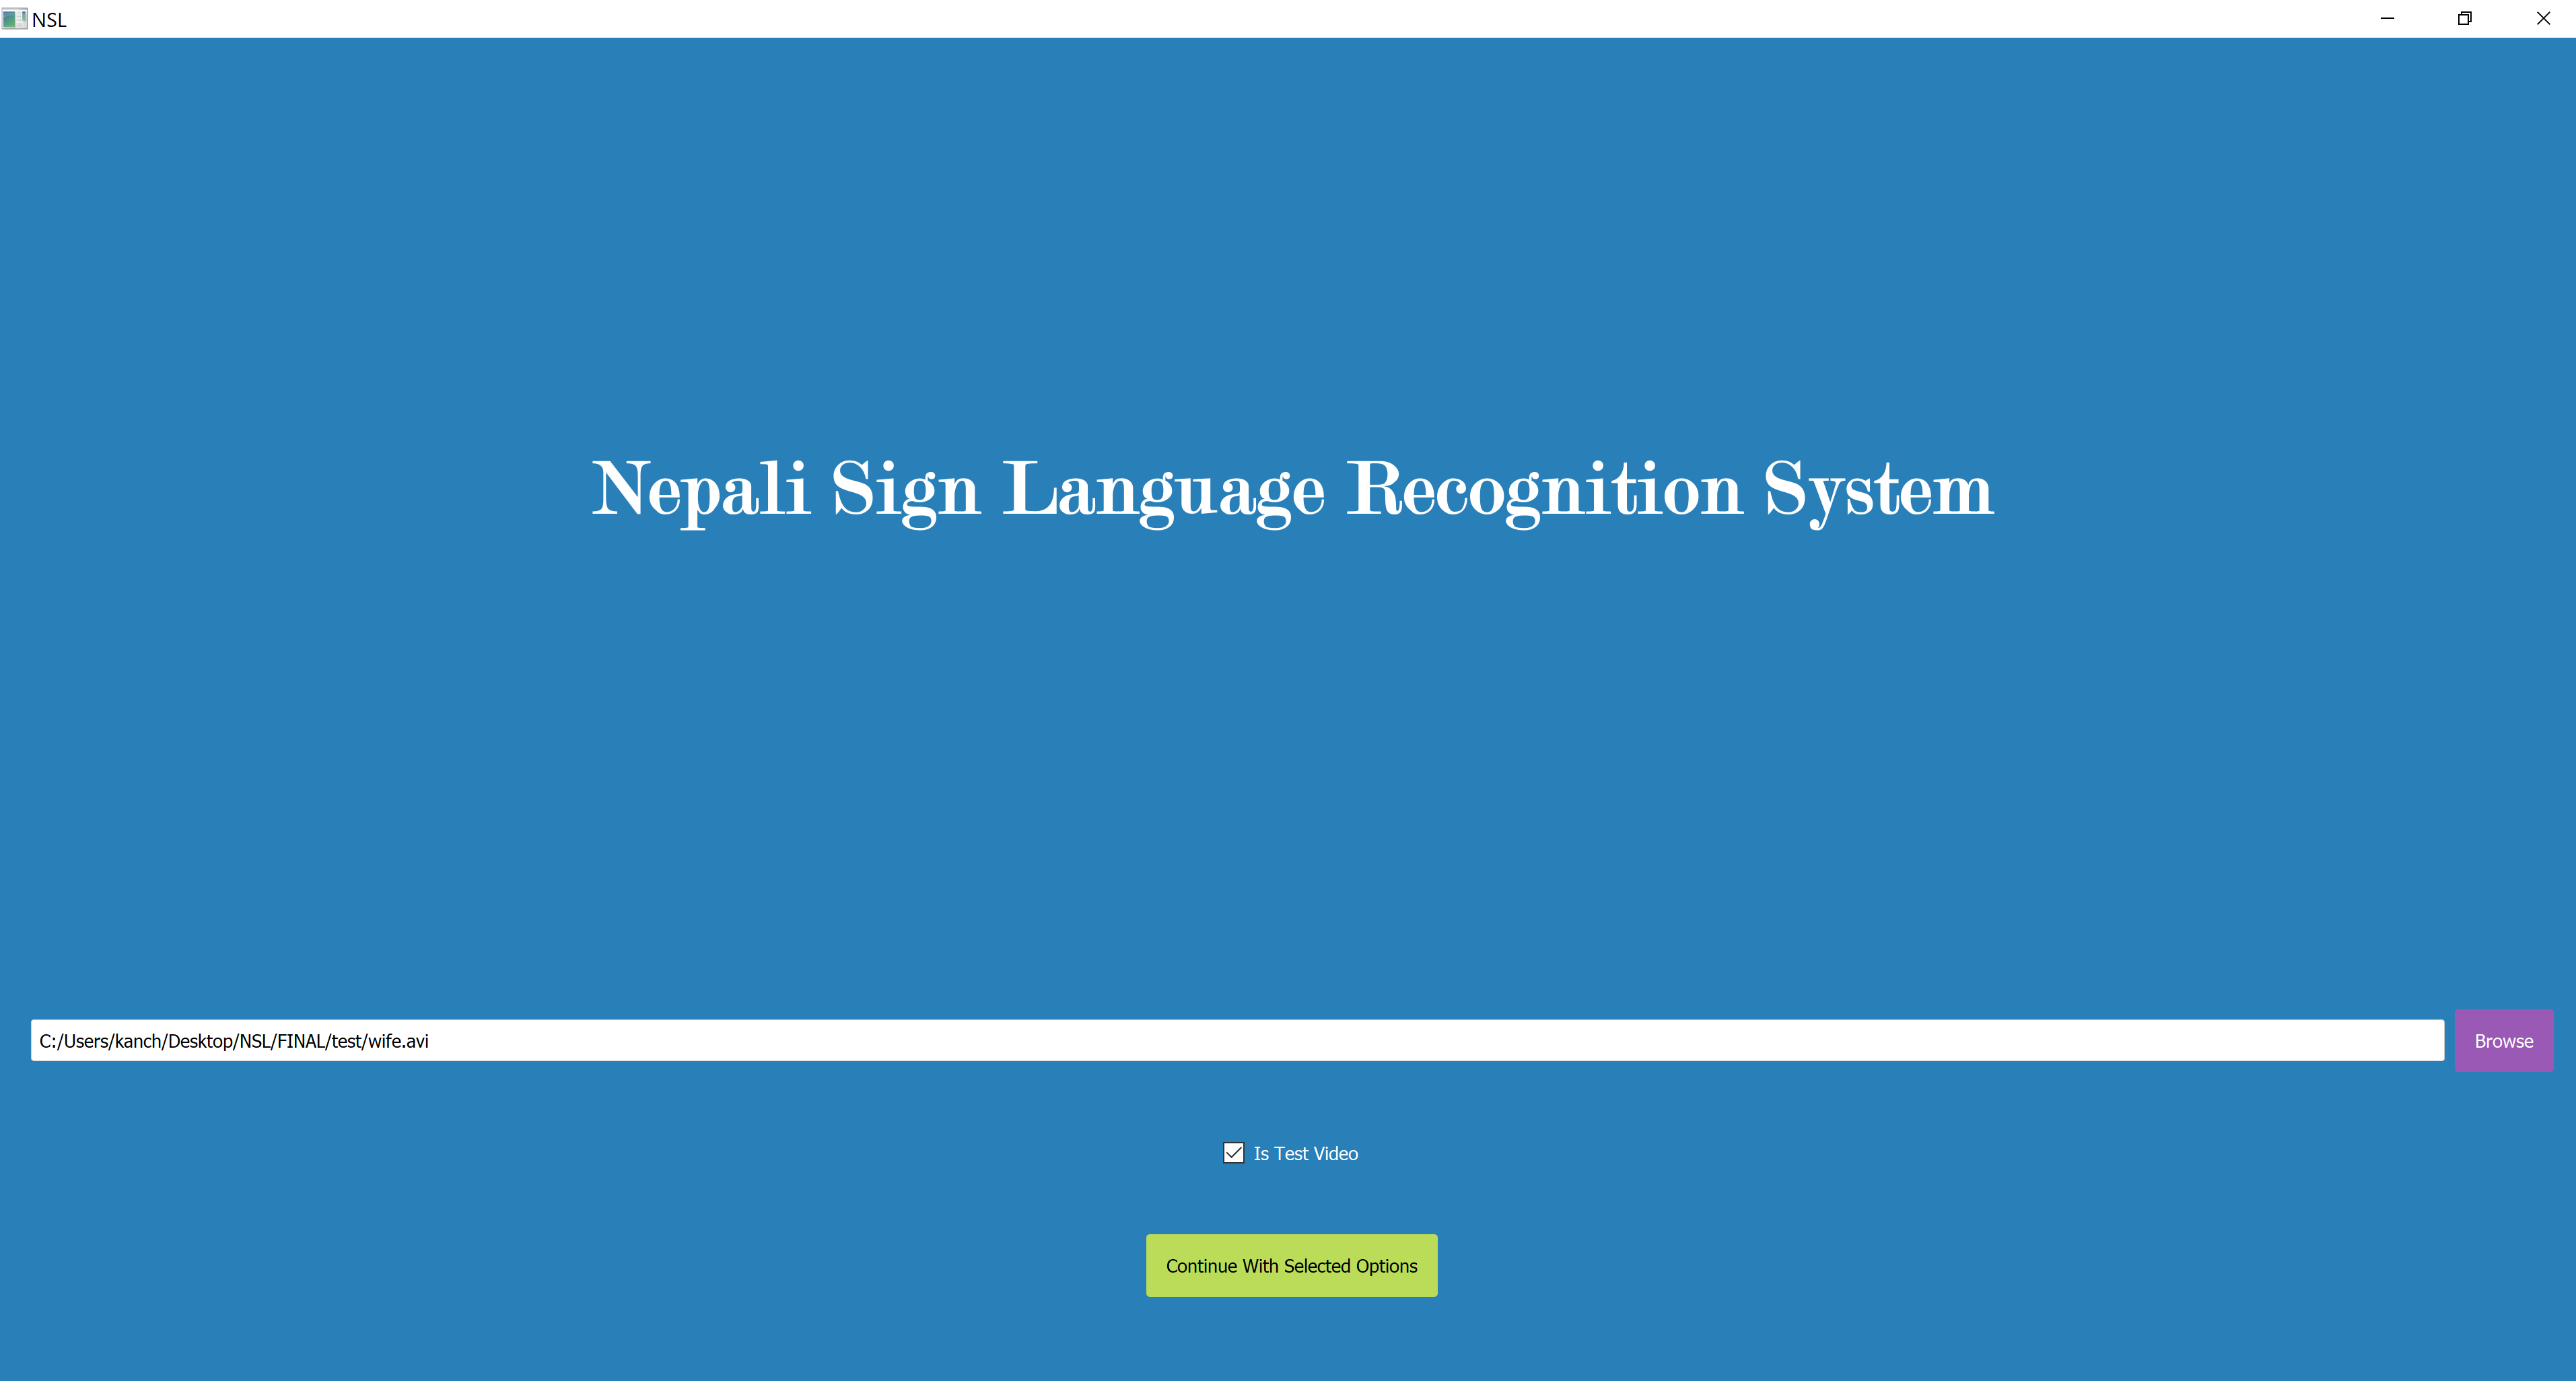 NSL
Nepali Sign Language Recognition System
C:/Users/kanch/Desktop/NSL/FINAL/test/wife.avi
Browse
Is Test Video
Continue With Selected Options